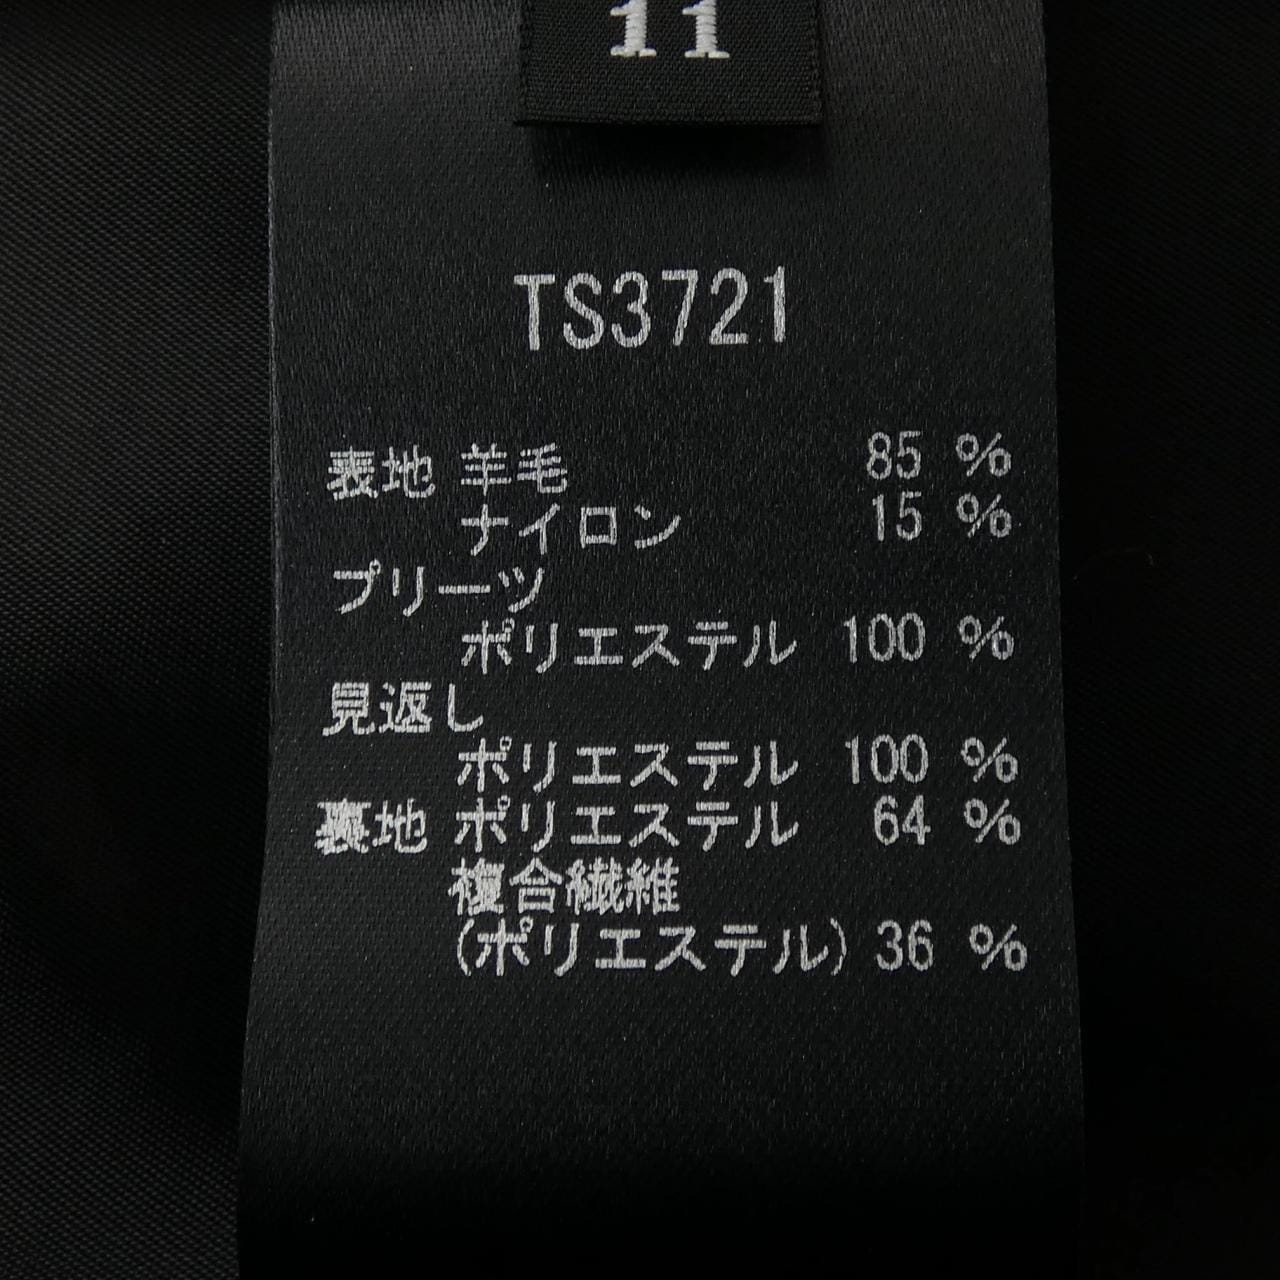 11
TS3721
表地 羊毛 85 %
ナイロン 15 %
プリーツ
ポリエステル 100 %
見返し
ポリエステル 100 %
裏地 ポリエステル 64 %
複合繊維
(ポリエステル) 36 %